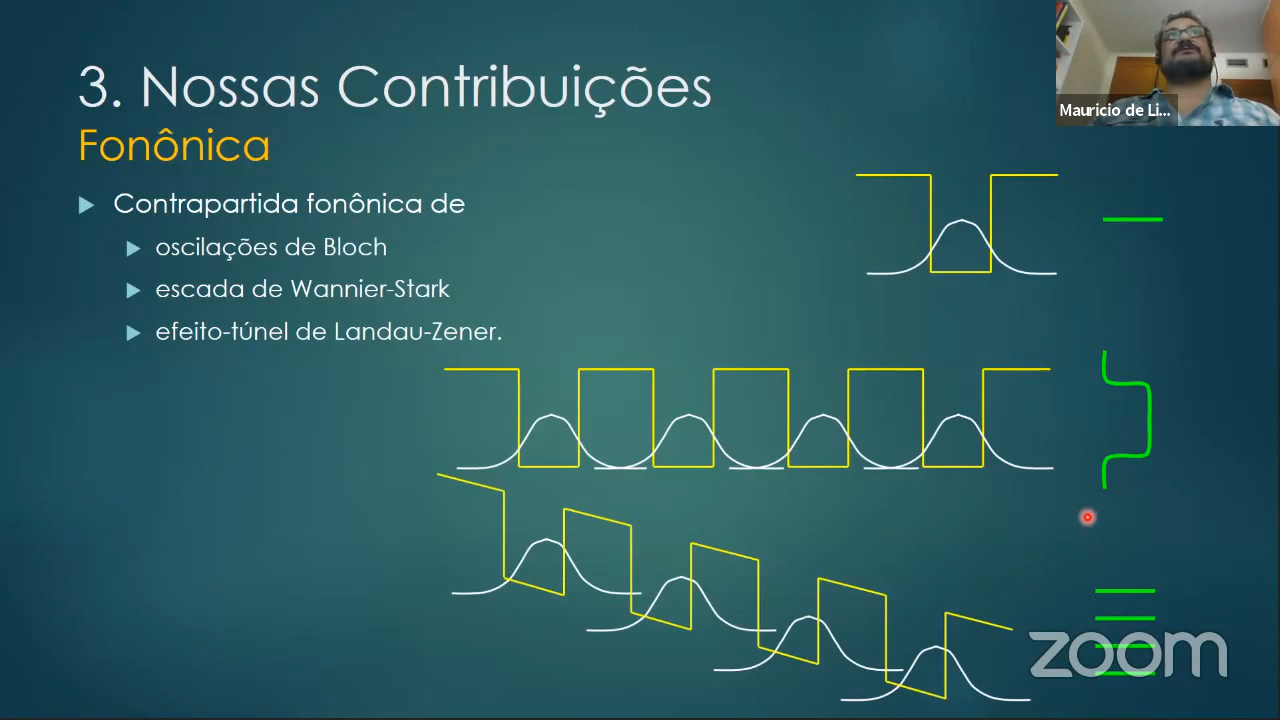 3. Nossas Contribuições
Fonônica
Contrapartida fonônica de
oscilações de Bloch
escada de Wannier-Stark
efeito-túnel de Landau-Zener.
Mauricio de Li...
zoom